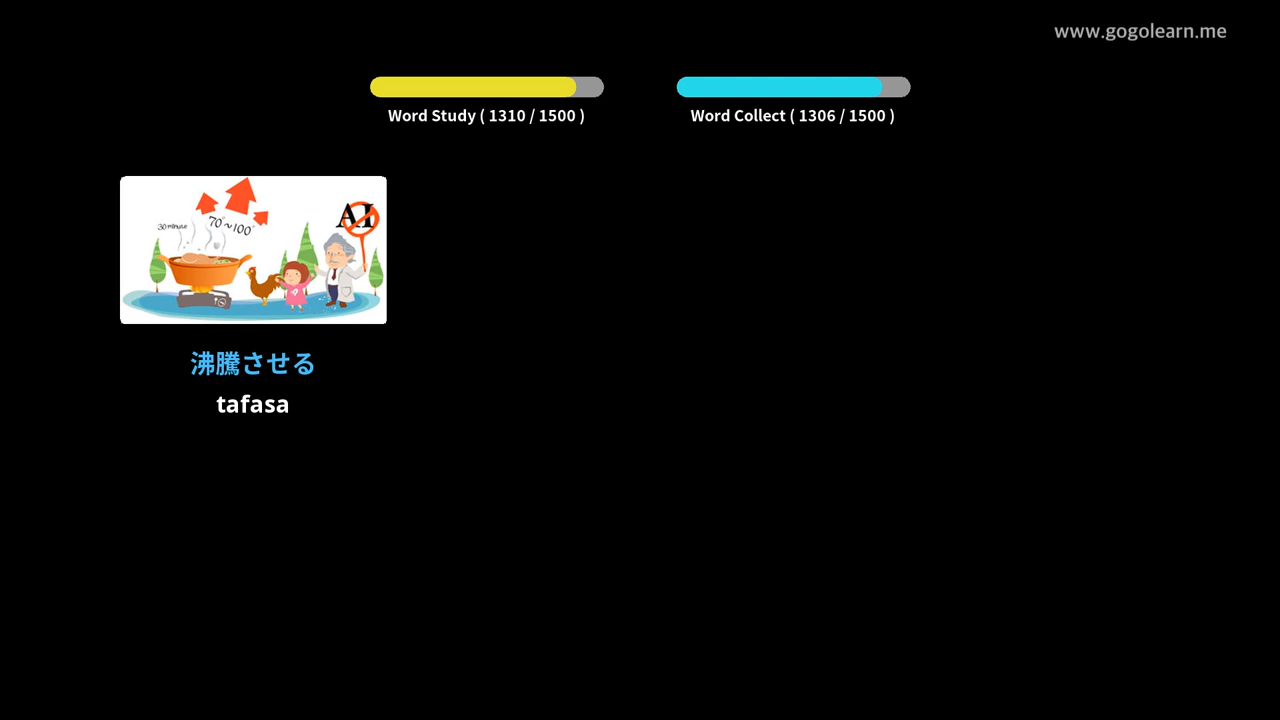 www.gogolearn.me
Word Study ( 1310 / 1500 )
Word Collect ( 1306 / 1500 )
30 minute
70°~100°
AI
沸騰させる
tafasa